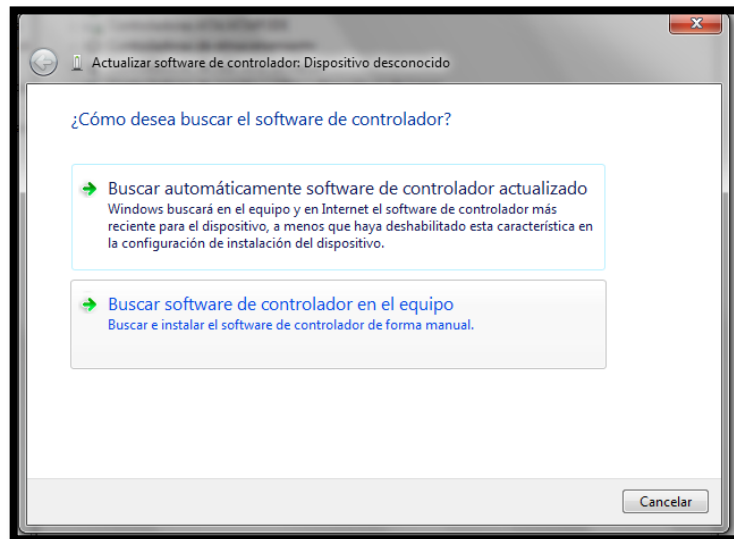 Actualizar software de controlador: Dispositivo desconocido
¿Cómo desea buscar el software de controlador?
Buscar automáticamente software de controlador actualizado
Windows buscará en el equipo y en Internet el software de controlador más
reciente para el dispositivo, a menos que haya deshabilitado esta característica en
la configuración de instalación del dispositivo.
Buscar software de controlador en el equipo
Buscar e instalar el software de controlador de forma manual.
Cancelar